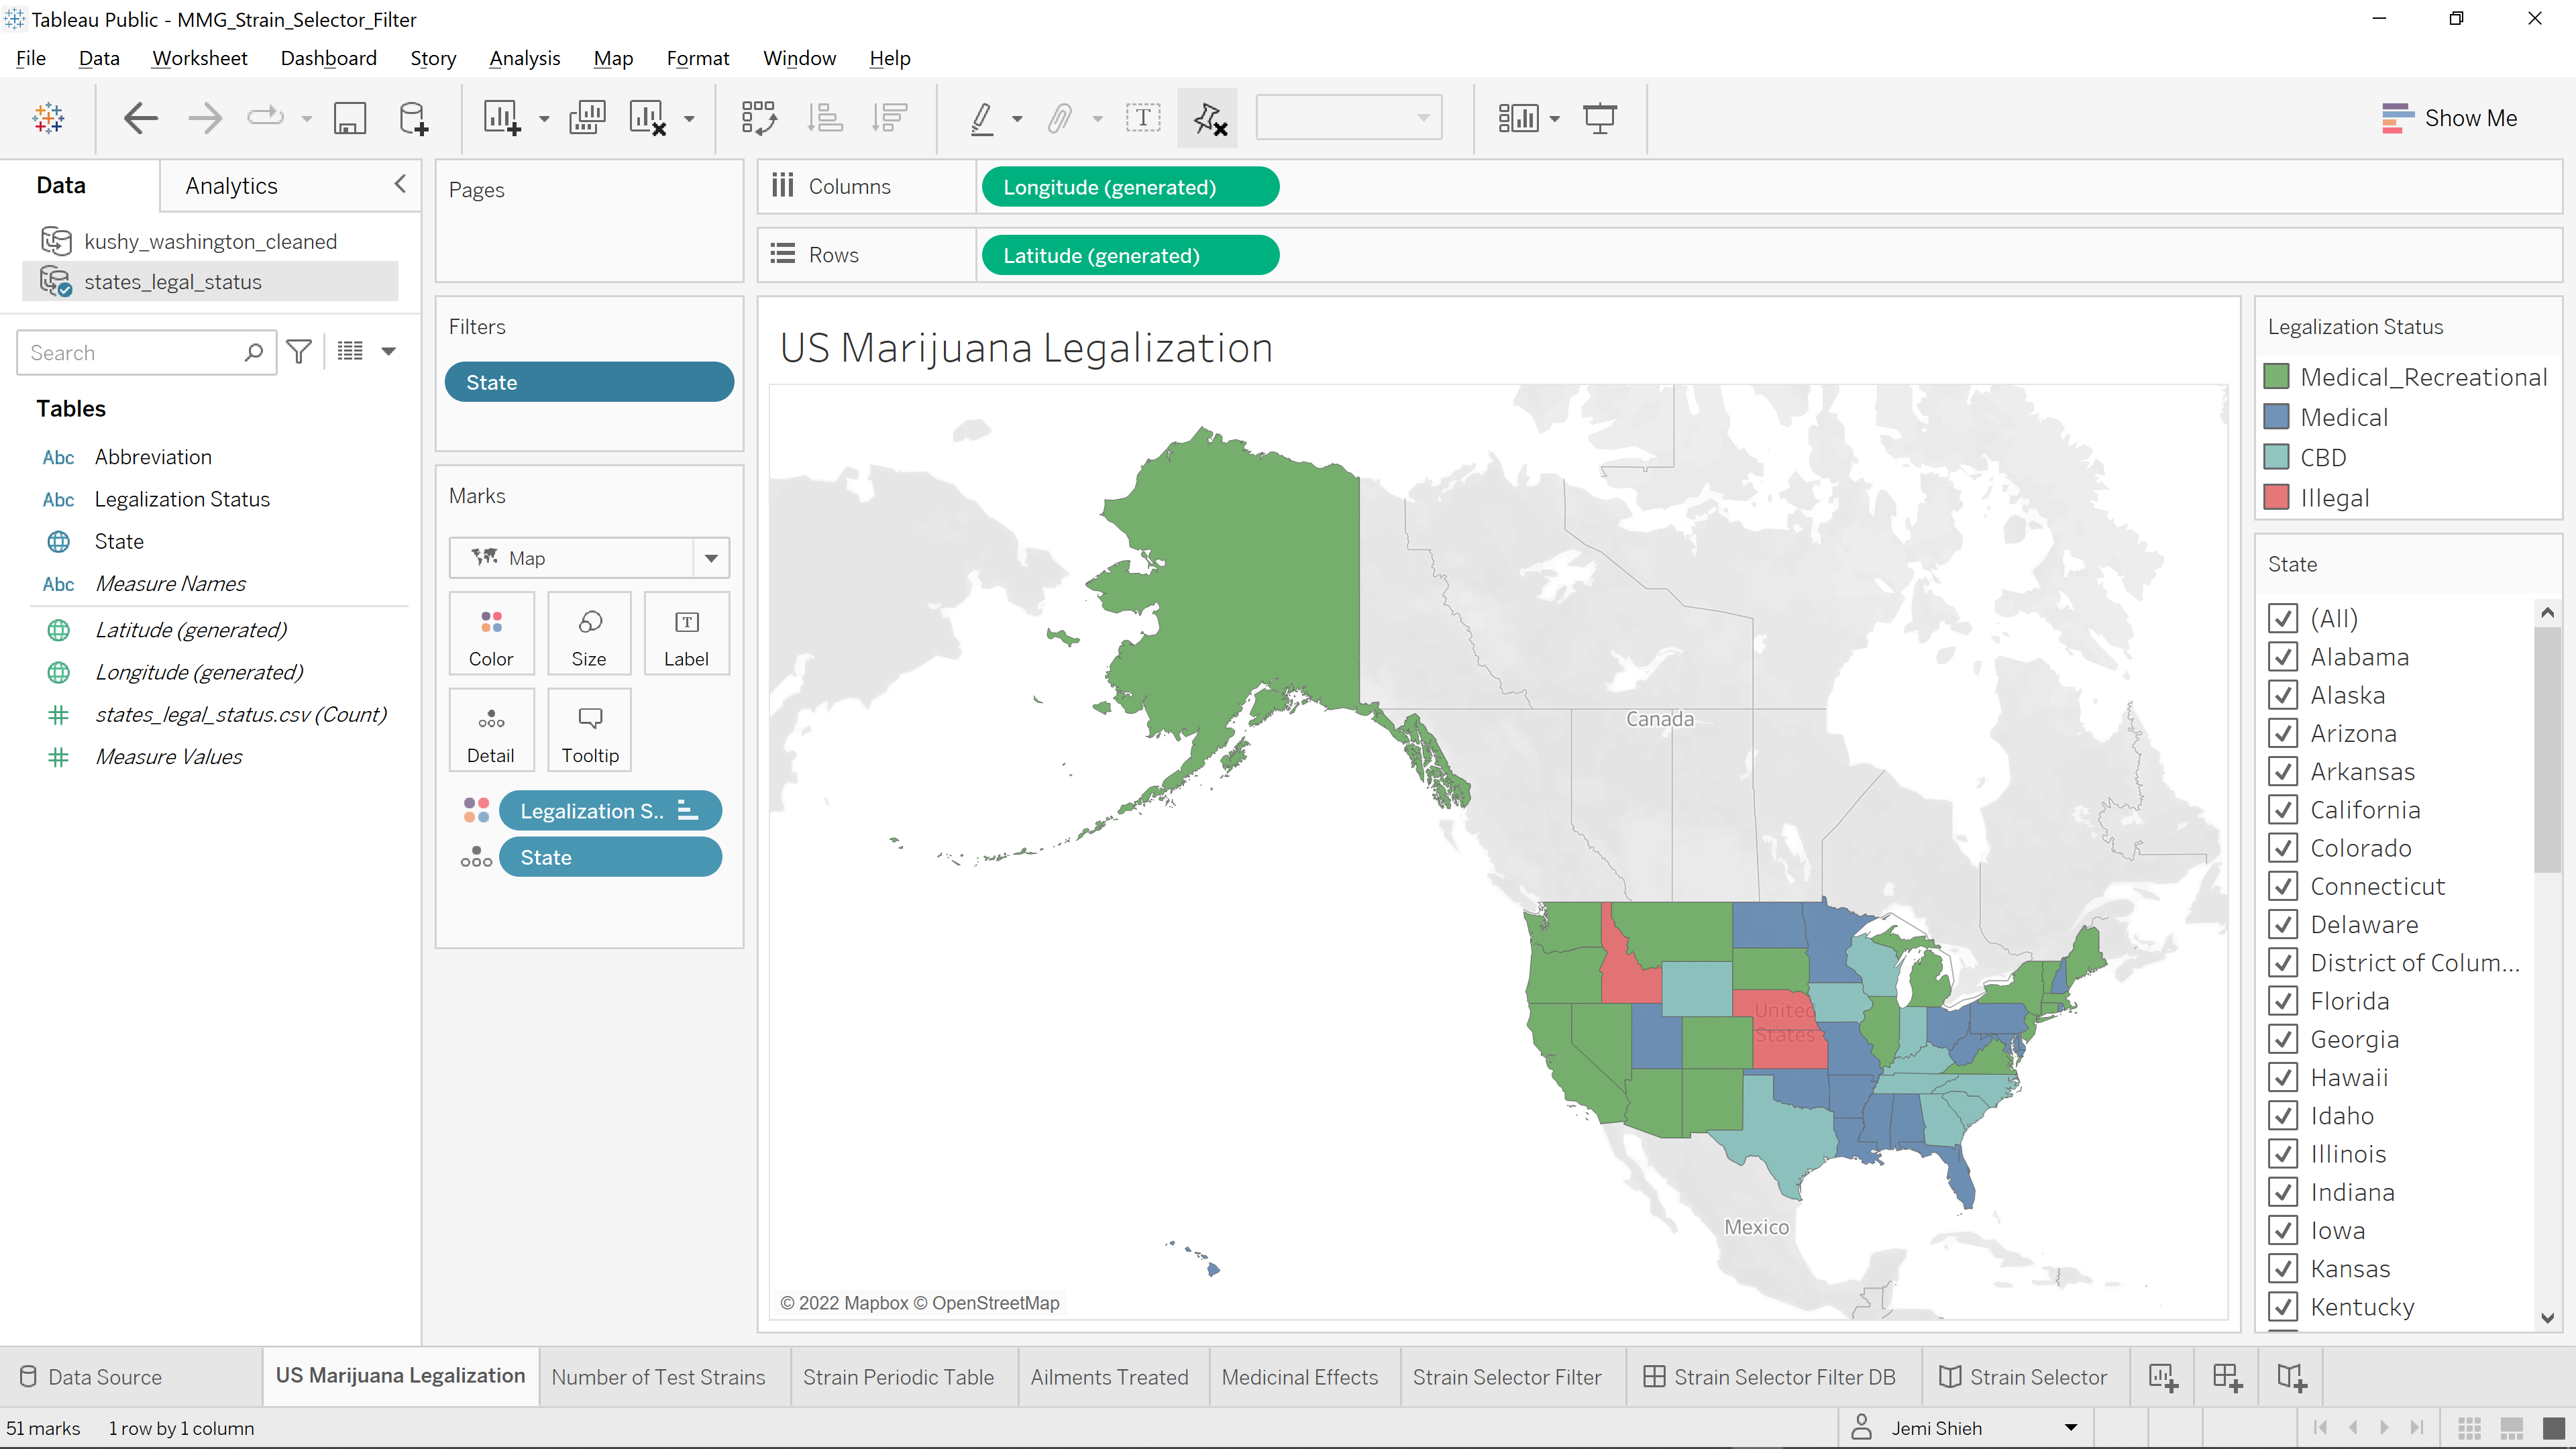 Tableau Public - MMG_Strain_Selector_Filter
File Data Worksheet Dashboard Story Analysis Map Format Window Help
Show Me
Data
Analytics
kushy_washington_cleaned
states_legal_status
Search
Tables
Abc Abbreviation
Abc Legalization Status
State
Abc Measure Names
Latitude (generated)
Longitude (generated)
states_legal_status.csv (Count)
Measure Values
Pages
Filters
State
Marks
Map
Color Size Label
Detail Tooltip
Legalization S..
State
Columns Longitude (generated)
Rows Latitude (generated)
US Marijuana Legalization
Canada
United
States
Mexico
© 2022 Mapbox © OpenStreetMap
Legalization Status
Medical_Recreational
Medical
CBD
Illegal
State
(All)
Alabama
Alaska
Arizona
Arkansas
California
Colorado
Connecticut
Delaware
District of Colum...
Florida
Georgia
Hawaii
Idaho
Illinois
Indiana
Iowa
Kansas
Kentucky
Data Source US Marijuana Legalization Number of Test Strains Strain Periodic Table Ailments Treated Medicinal Effects Strain Selector Filter Strain Selector Filter DB Strain Selector
51 marks 1 row by 1 column Jemi Shieh